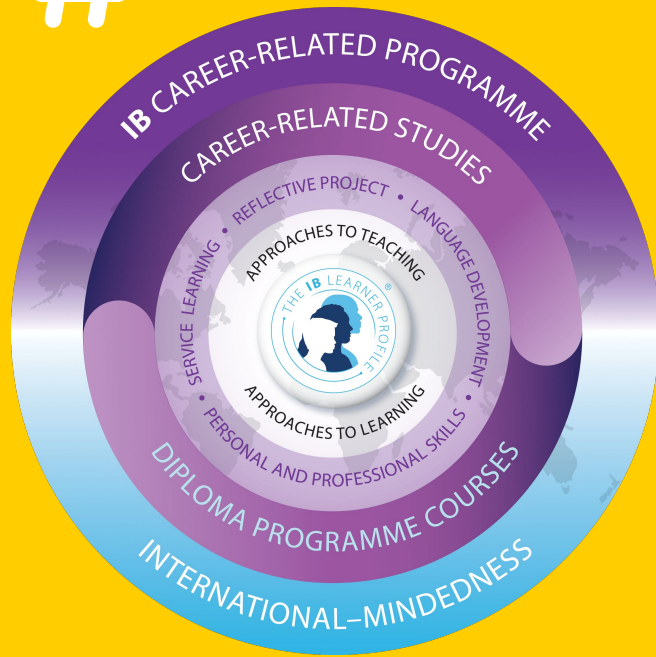 #
IB CAREER-RELATED PROGRAMME
CAREER-RELATED STUDIES
SERVICE LEARNING • REFLECTIVE PROJECT • LANGUAGE DEVELOPMENT • PERSONAL AND PROFESSIONAL SKILLS •
APPROACHES TO TEACHING
• THE IB LEARNER PROFILE • ®
APPROACHES TO LEARNING
DIPLOMA PROGRAMME COURSES
INTERNATIONAL–MINDEDNESS